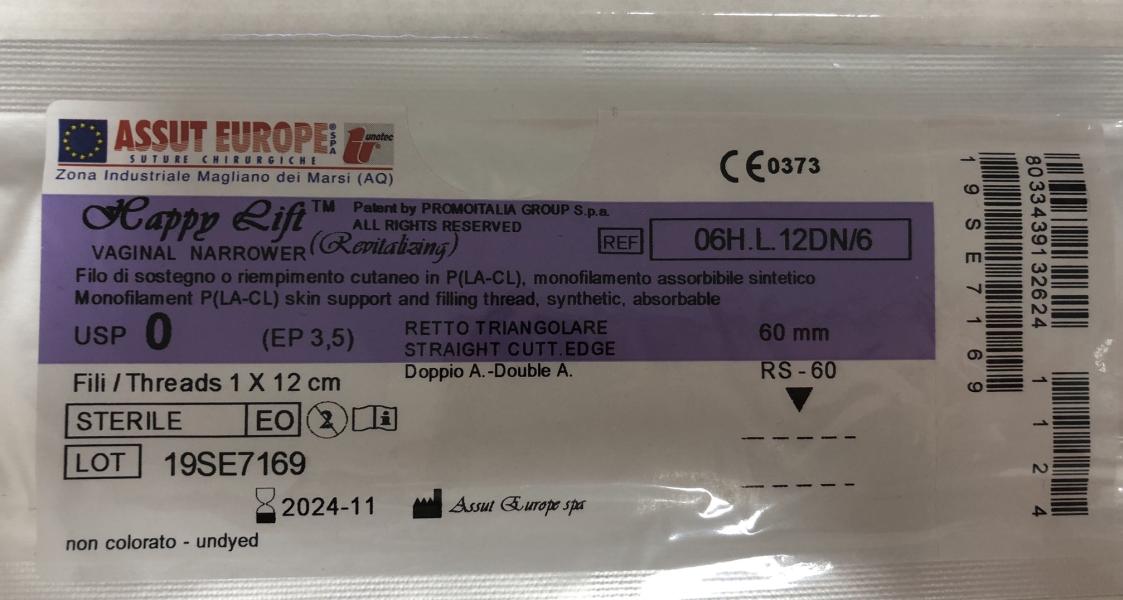 ASSUT EUROPE SPA
unotec
SUTURE CHIRURGICHE
Zona Industriale Magliano dei Marsi (AQ)
CE 0373
Happy Lift™ Patent by PROMOITALIA GROUP S.p.a.
ALL RIGHTS RESERVED
VAGINAL NARROWER (Revitalizing)
REF 06H.L.12DN/6
Filo di sostegno o riempimento cutaneo in P(LA-CL), monofilamento assorbibile sintetico
Monofilament P(LA-CL) skin support and filling thread, synthetic, absorbable
USP 0 (EP 3,5)
RETTO TRIANGOLARE 60 mm
STRAIGHT CUTT.EDGE
Doppio A.-Double A. RS - 60
Fili / Threads 1 X 12 cm
STERILE EO 2 i
LOT 19SE7169
2024-11 Assut Europe spa
non colorato - undyed
19SE7169
8033439132624
1124